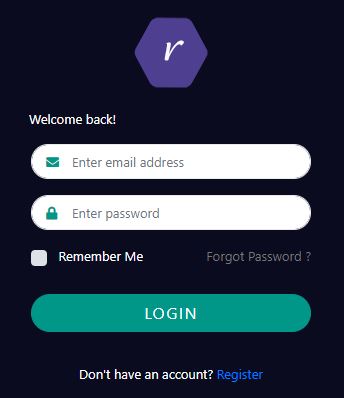 r
Welcome back!
Enter email address
Enter password
Remember Me Forgot Password ?
LOGIN
Don't have an account? Register